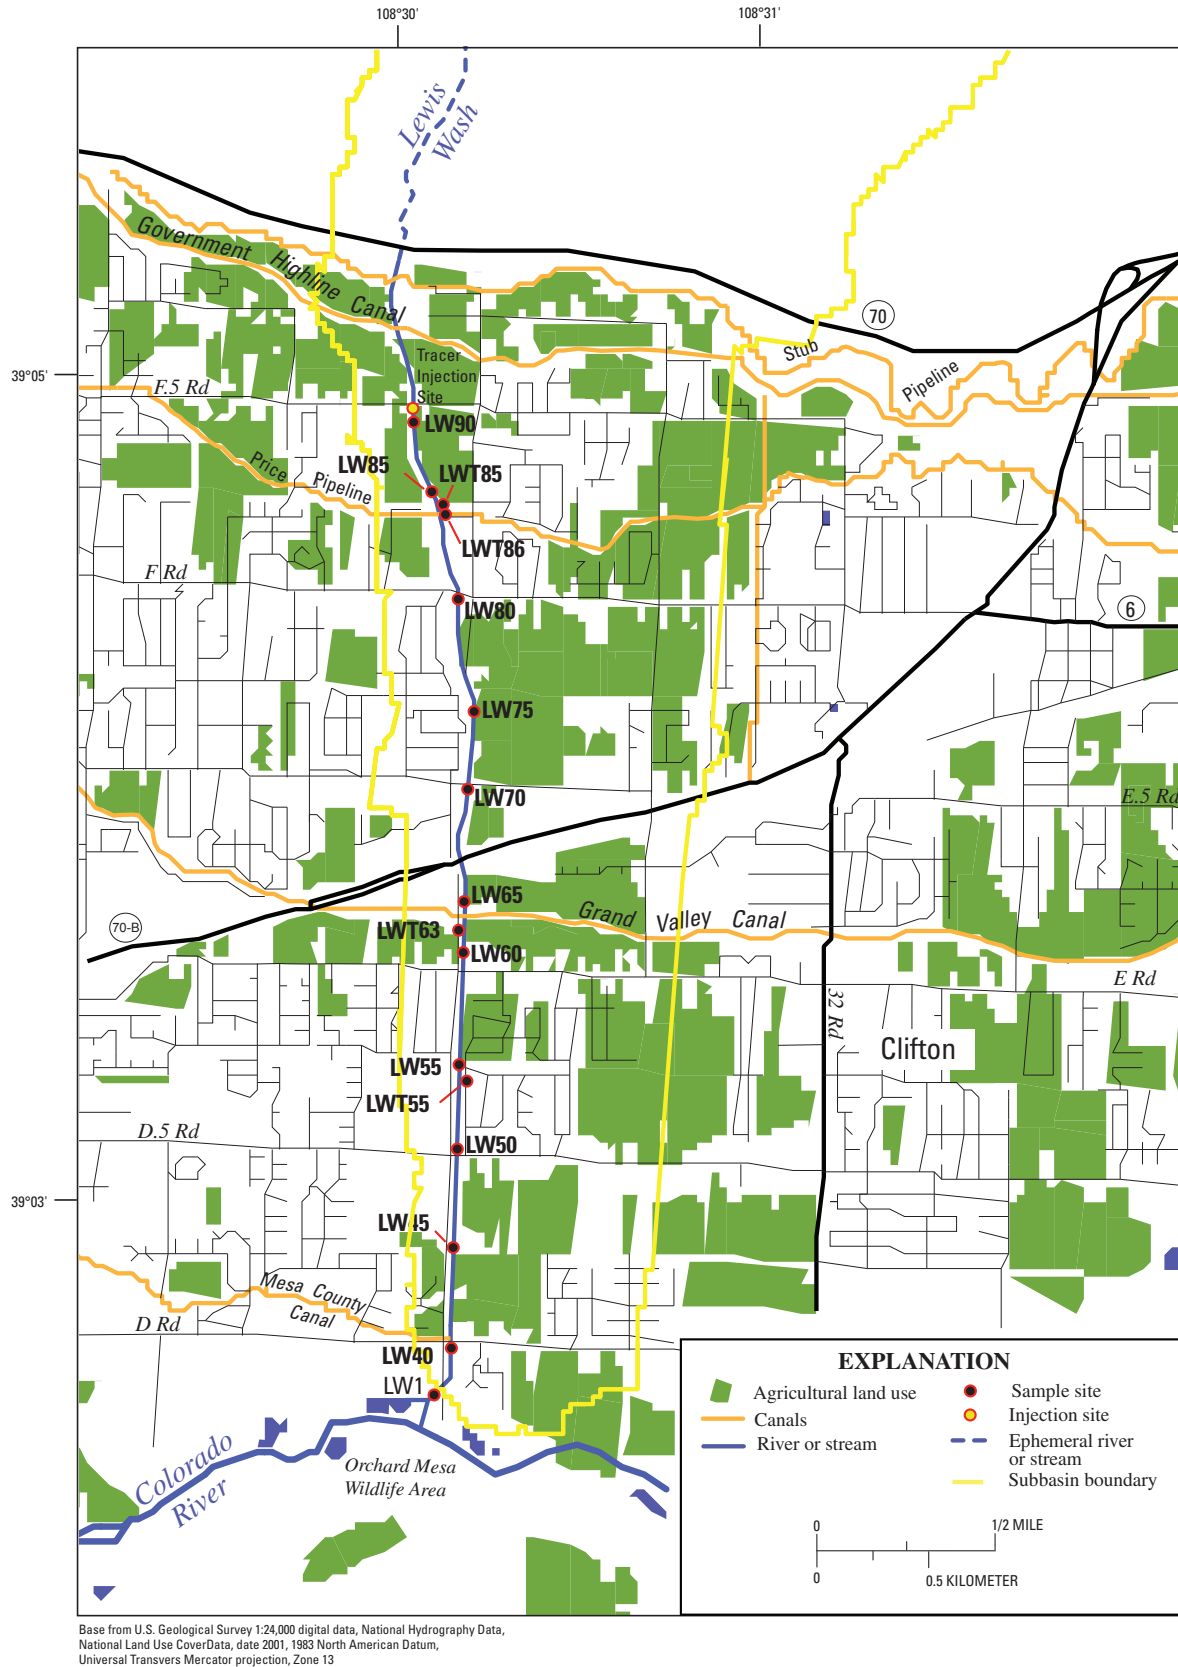 108°30'
108°31'
Lewis
Wash
Government Highline Canal
70
Stub
Pipeline
Tracer
Injection
Site
39°05'
F.5 Rd
LW90
Price Pipeline
LW85
LWT85
LWT86
F Rd
LW80
6
LW75
LW70
E.5 Rd
LW65
Grand Valley Canal
70-B
LWT63
LW60
E Rd
32 Rd
Clifton
LW55
LWT55
D.5 Rd
LW50
39°03'
LW45
Mesa County
Canal
D Rd
LW40
LW1
Colorado
River
Orchard Mesa
Wildlife Area
EXPLANATION
Agricultural land use
Canals
River or stream
Sample site
Injection site
Ephemeral river
or stream
Subbasin boundary
0 1/2 MILE
0 0.5 KILOMETER
Base from U.S. Geological Survey 1:24,000 digital data, National Hydrography Data,
National Land Use CoverData, date 2001, 1983 North American Datum,
Universal Transvers Mercator projection, Zone 13